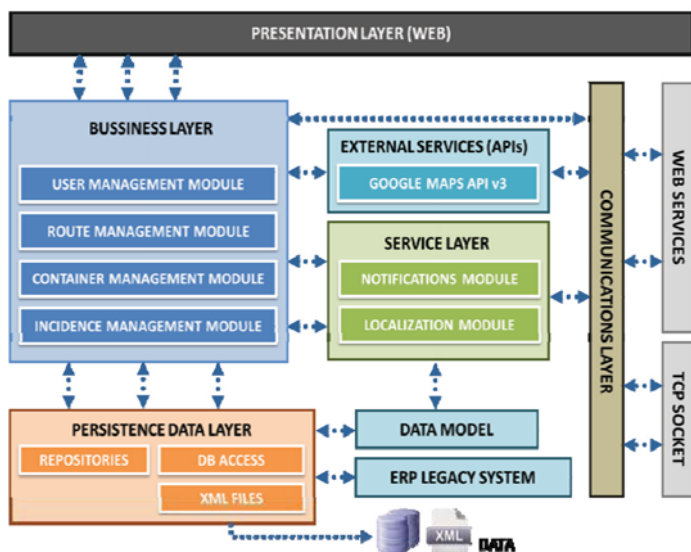 PRESENTATION LAYER (WEB)
BUSSINESS LAYER
USER MANAGEMENT MODULE
ROUTE MANAGEMENT MODULE
CONTAINER MANAGEMENT MODULE
INCIDENCE MANAGEMENT MODULE
EXTERNAL SERVICES (APIs)
GOOGLE MAPS API v3
SERVICE LAYER
NOTIFICATIONS MODULE
LOCALIZATION MODULE
COMMUNICATIONS LAYER
WEB SERVICES
TCP SOCKET
PERSISTENCE DATA LAYER
REPOSITORIES
DB ACCESS
XML FILES
DATA MODEL
ERP LEGACY SYSTEM
XML
DATA